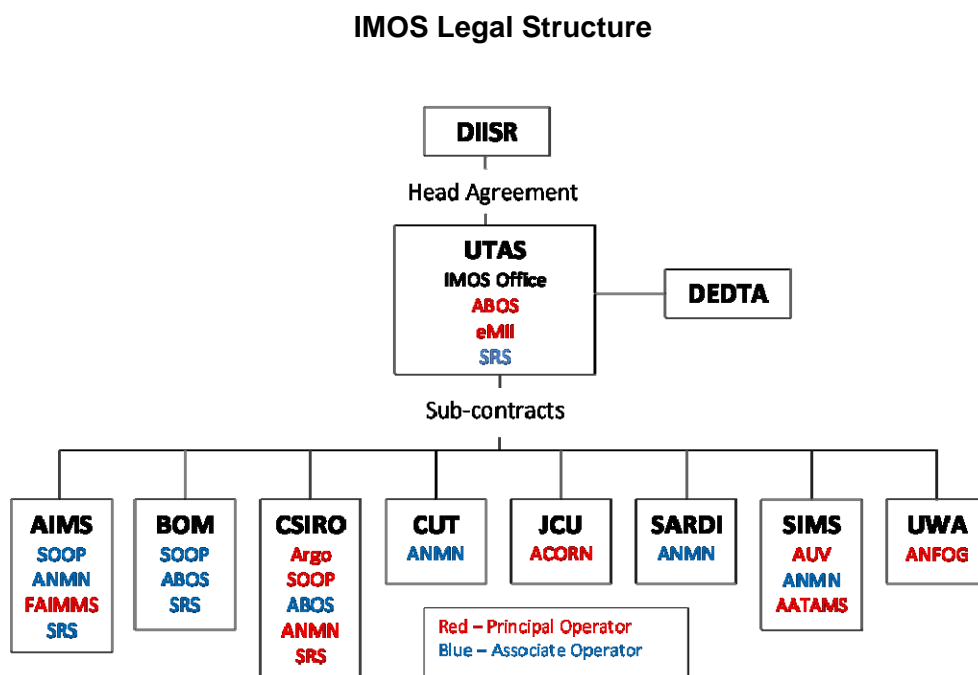 IMOS Legal Structure
DIISR
Head Agreement
UTAS
IMOS Office
ABOS
eMII
SRS
DEDTA
Sub-contracts
AIMS
SOOP
ANMN
FAIMMS
SRS
BOM
SOOP
ABOS
SRS
CSIRO
Argo
SOOP
ABOS
ANMN
SRS
CUT
ANMN
JCU
ACORN
SARDI
ANMN
SIMS
AUV
ANMN
AATAMS
UWA
ANFOG
Red – Principal Operator
Blue – Associate Operator